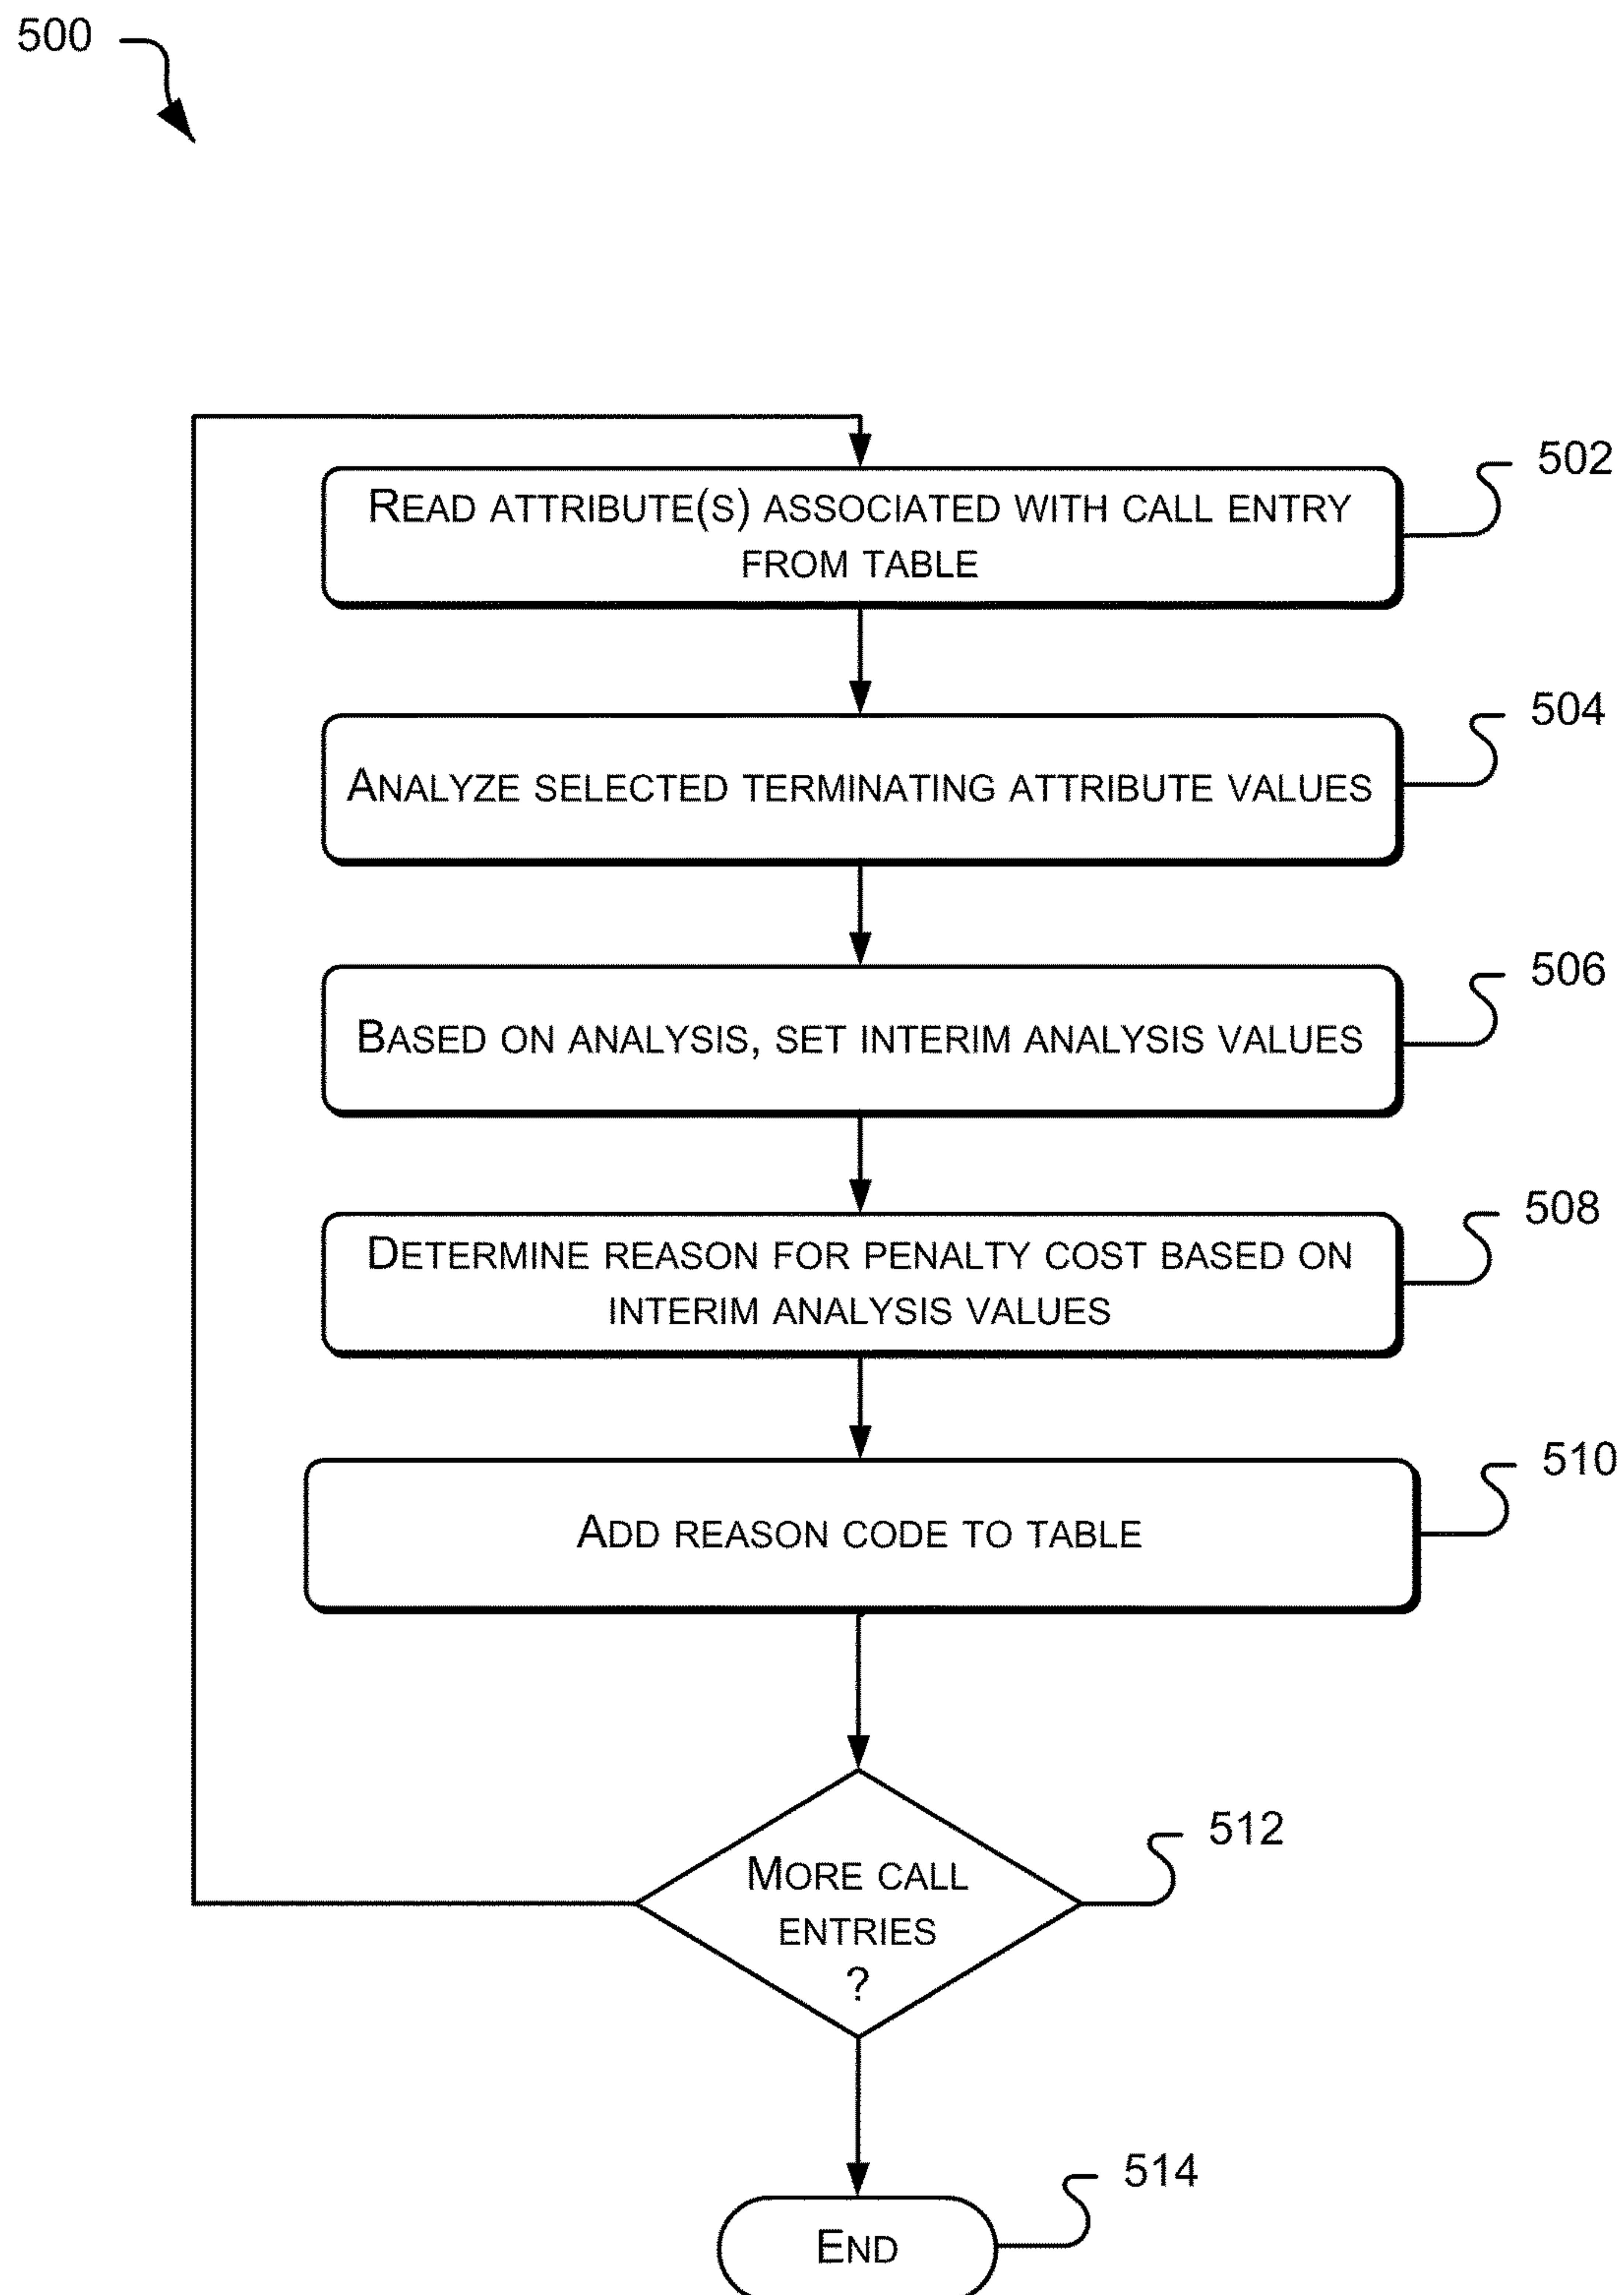 500
READ ATTRIBUTE(S) ASSOCIATED WITH CALL ENTRY
FROM TABLE
502
ANALYZE SELECTED TERMINATING ATTRIBUTE VALUES
504
BASED ON ANALYSIS, SET INTERIM ANALYSIS VALUES
506
DETERMINE REASON FOR PENALTY COST BASED ON
INTERIM ANALYSIS VALUES
508
ADD REASON CODE TO TABLE
510
MORE CALL
ENTRIES
?
512
END
514